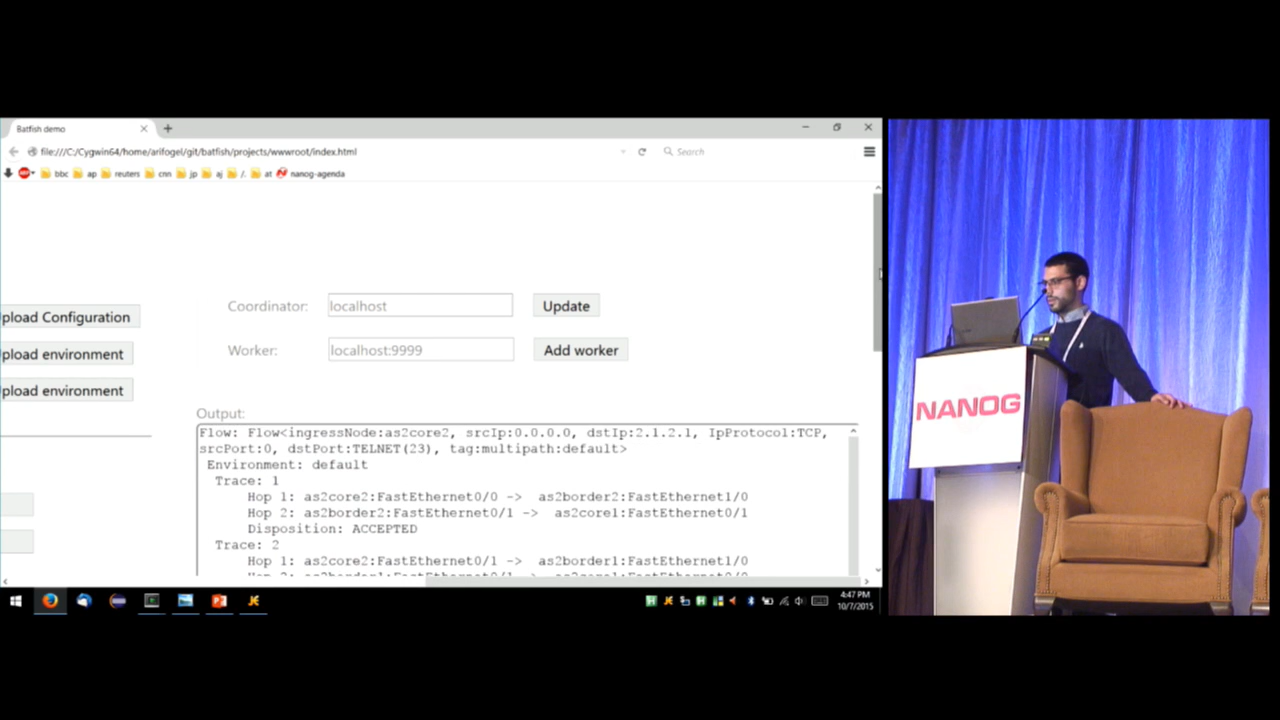 Batfish demo
file:///C:/Cygwin64/home/arifogel/git/batfish/projects/wwwroot/index.html
Search
bbc ap reuters cnn jp aj /. at nanog-agenda
pload Configuration
pload environment
pload environment
Coordinator: localhost Update
Worker: localhost:9999 Add worker
Output:
Flow: Flow<ingressNode:as2core2, srcIp:0.0.0.0, dstIp:2.1.2.1, IpProtocol:TCP,
srcPort:0, dstPort:TELNET(23), tag:multipath:default>
Environment: default
Trace: 1
Hop 1: as2core2:FastEthernet0/0 -> as2border2:FastEthernet1/0
Hop 2: as2border2:FastEthernet0/1 -> as2core1:FastEthernet0/1
Disposition: ACCEPTED
Trace: 2
Hop 1: as2core2:FastEthernet0/1 -> as2border1:FastEthernet1/0
4:47 PM
10/7/2015
NANOG